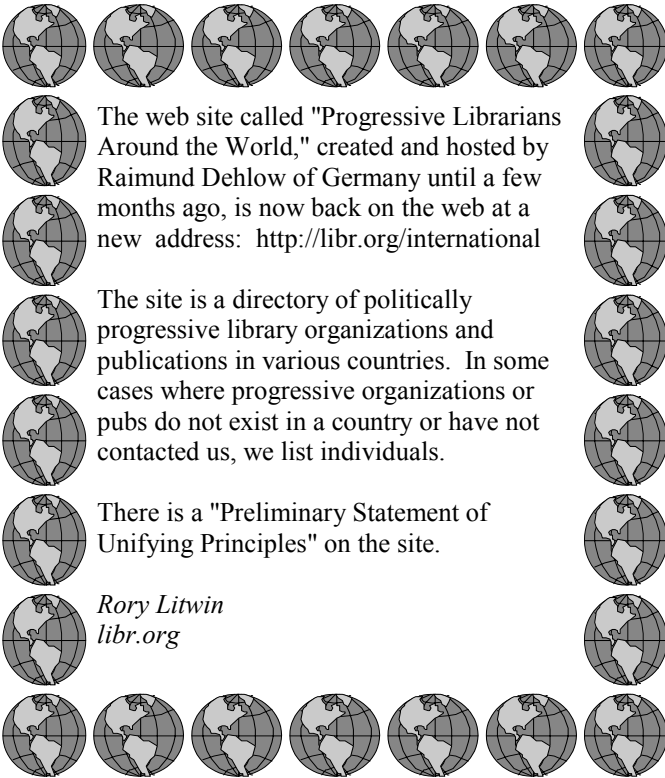 The web site called "Progressive Librarians
Around the World," created and hosted by
Raimund Dehlow of Germany until a few
months ago, is now back on the web at a
new  address:  http://libr.org/international

The site is a directory of politically
progressive library organizations and
publications in various countries.  In some
cases where progressive organizations or
pubs do not exist in a country or have not
contacted us, we list individuals.

There is a "Preliminary Statement of
Unifying Principles" on the site.

Rory Litwin
libr.org